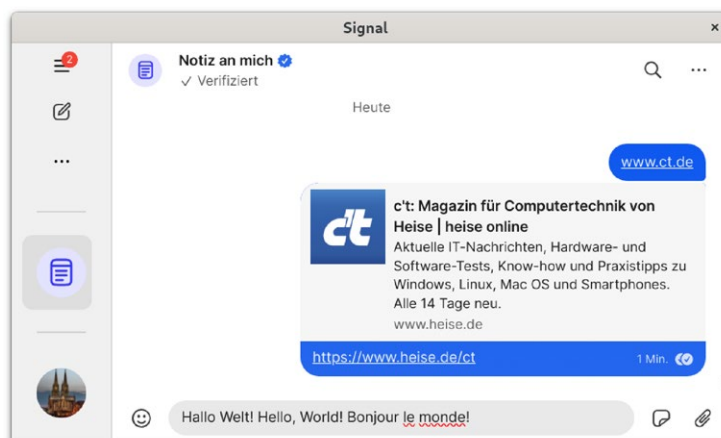 Signal
×
2
Notiz an mich
✓ Verifiziert
Heute
www.ct.de
c't
c't: Magazin für Computertechnik von
Heise | heise online
Aktuelle IT-Nachrichten, Hardware- und
Software-Tests, Know-how und Praxistipps zu
Windows, Linux, Mac OS und Smartphones.
Alle 14 Tage neu.
www.heise.de
https://www.heise.de/ct
1 Min.
Hallo Welt! Hello, World! Bonjour le monde!